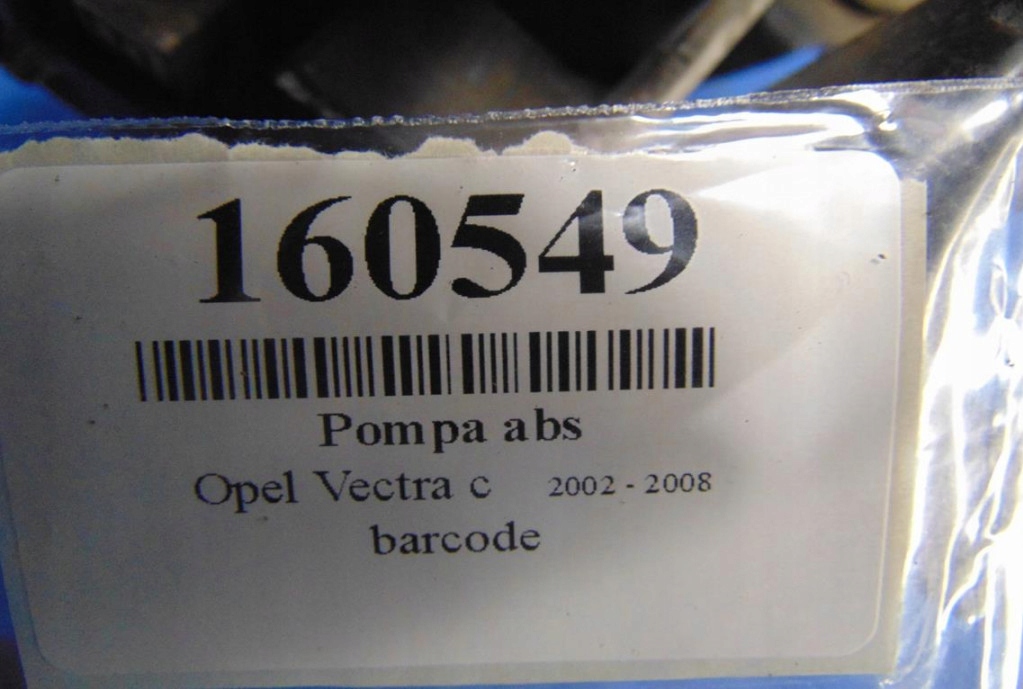 160549
Pompa abs
Opel Vectra c 2002 - 2008
barcode